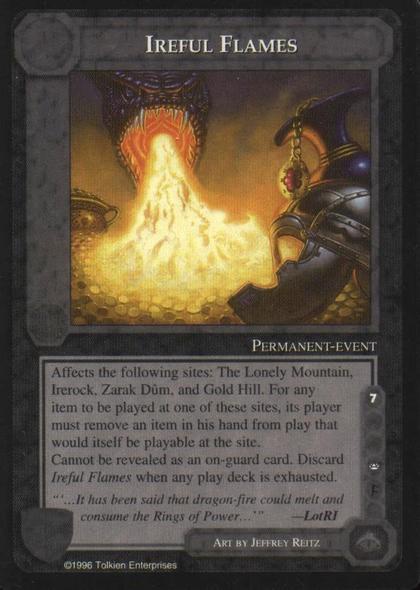 IREFUL FLAMES
PERMANENT-EVENT
Affects the following sites: The Lonely Mountain,
Irerock, Zarak Dûm, and Gold Hill. For any
item to be played at one of these sites, its player
must remove an item in his hand from play that
would itself be playable at the site.
Cannot be revealed as an on-guard card. Discard
Ireful Flames when any play deck is exhausted.
"'...It has been said that dragon-fire could melt and
consume the Rings of Power...'" —LotRI
7
F
ART BY JEFFREY REITZ
©1996 Tolkien Enterprises